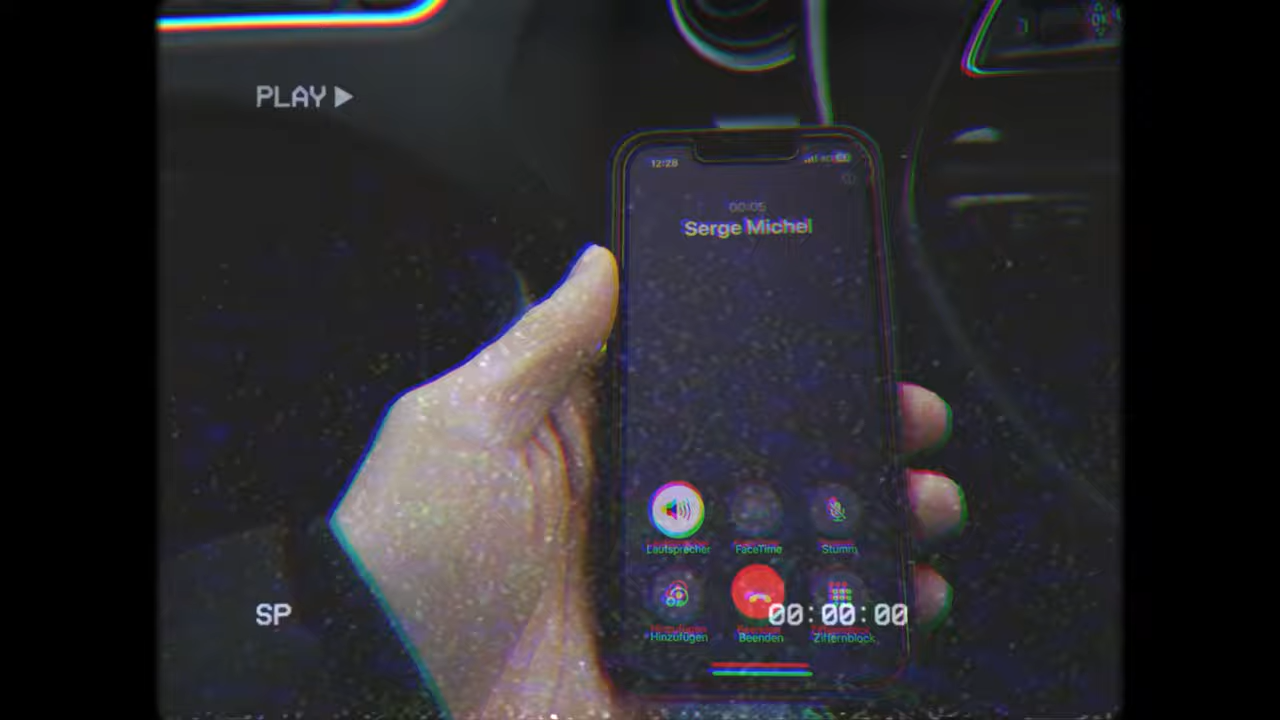 PLAY
12:28
00:05
Serge Michel
Lautsprecher
FaceTime
Stumm
Hinzufügen
Beenden
Ziffernblock
SP
00:00:00